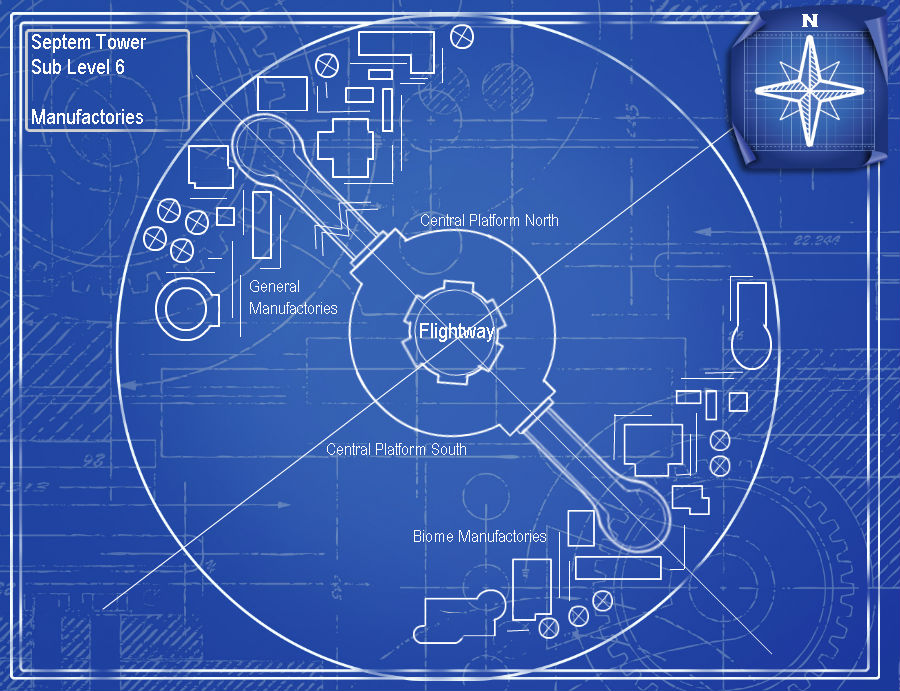 Septem Tower
Sub Level 6
Manufactories
N
Central Platform North
General
Manufactories
Flightway
Central Platform South
Biome Manufactories